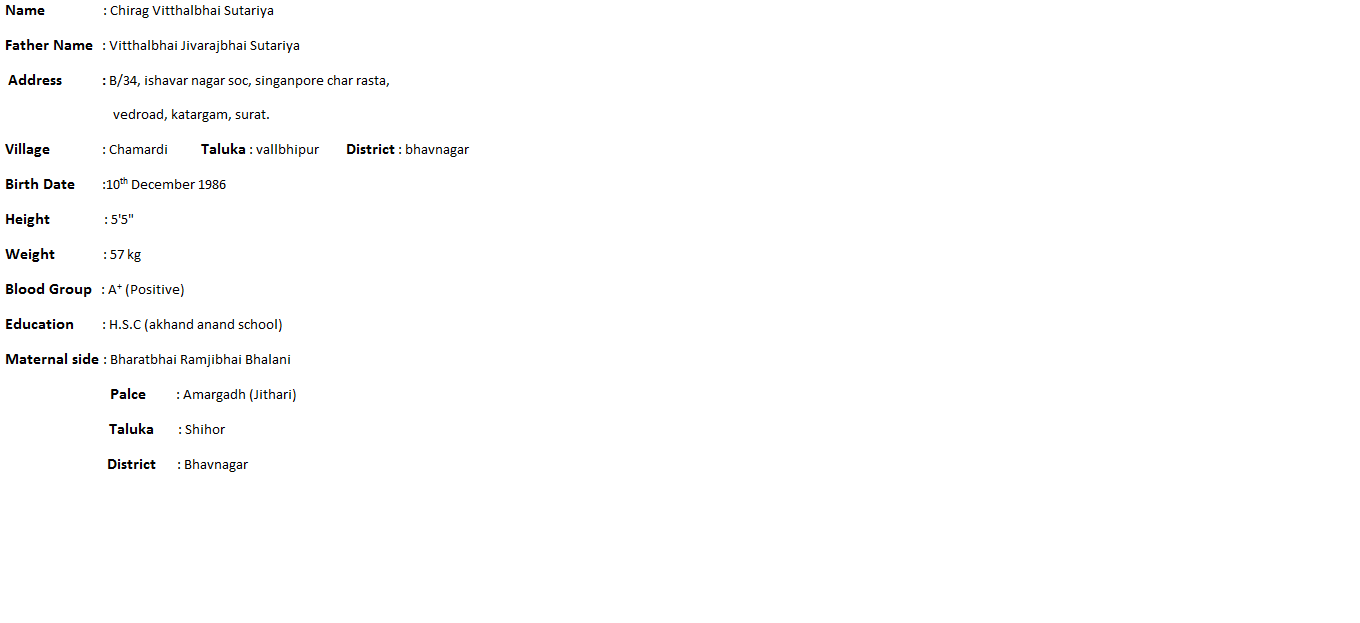 Name : Chirag Vitthalbhai Sutariya
Father Name : Vitthalbhai Jivarajbhai Sutariya
Address : B/34, ishavar nagar soc, singanpore char rasta,
vedroad, katargam, surat.
Village : Chamardi Taluka : vallbhipur District : bhavnagar
Birth Date :10th December 1986
Height : 5'5"
Weight : 57 kg
Blood Group : A+ (Positive)
Education : H.S.C (akhand anand school)
Maternal side : Bharatbhai Ramjibhai Bhalani
Palce : Amargadh (Jithari)
Taluka : Shihor
District : Bhavnagar